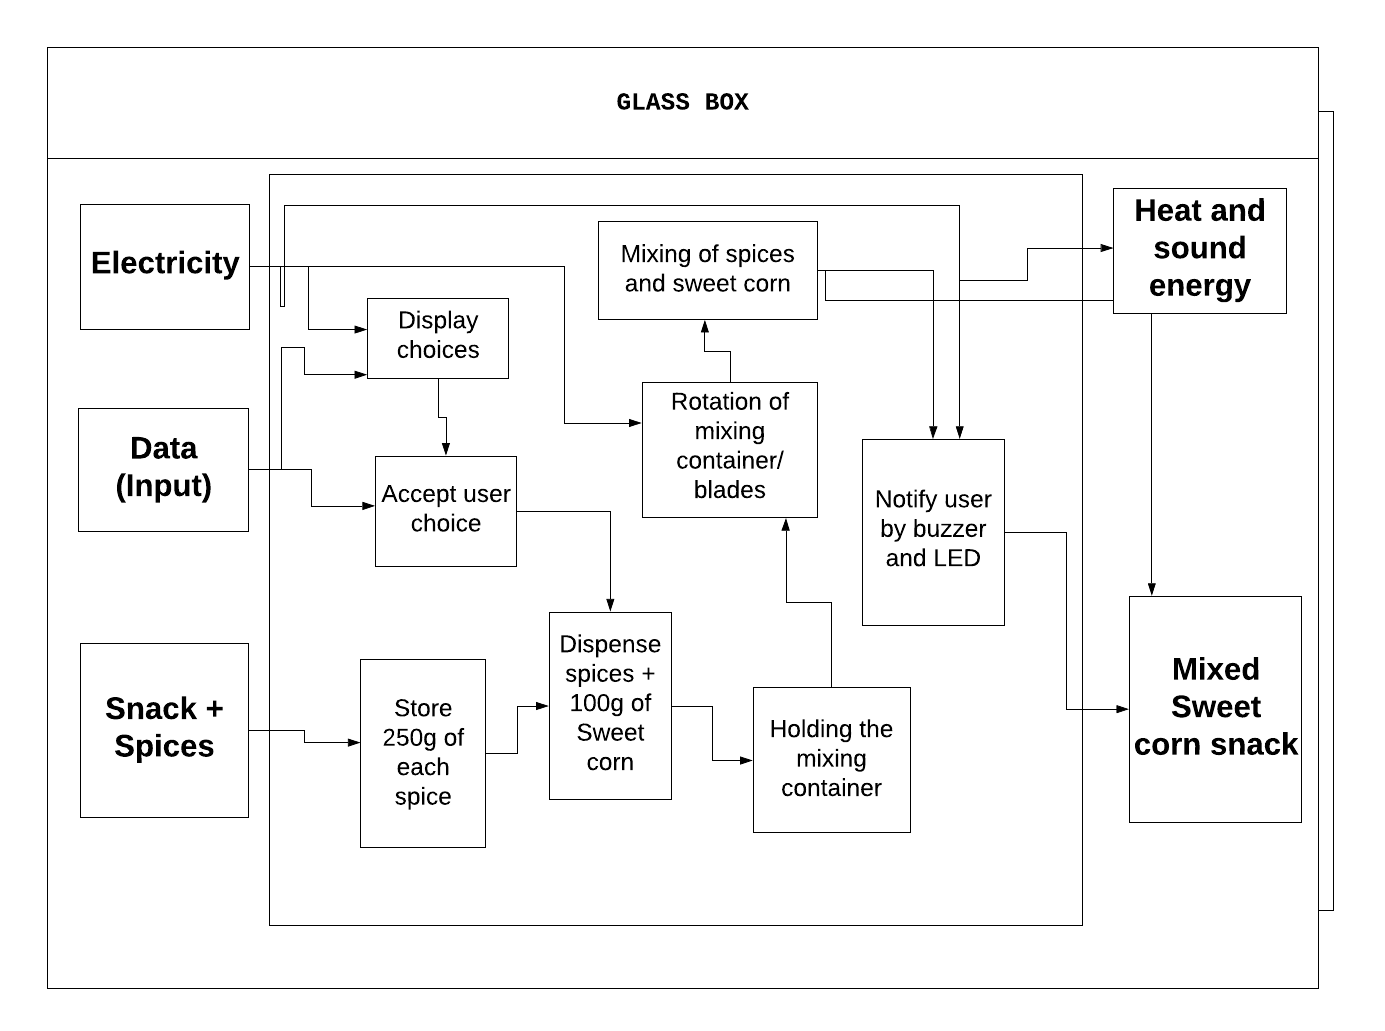 GLASS BOX
Electricity
Data
(Input)
Snack +
Spices
Display
choices
Accept user
choice
Store
250g of
each
spice
Dispense
spices +
100g of
Sweet
corn
Mixing of spices
and sweet corn
Rotation of
mixing
container/
blades
Holding the
mixing
container
Notify user
by buzzer
and LED
Heat and
sound
energy
Mixed
Sweet
corn snack